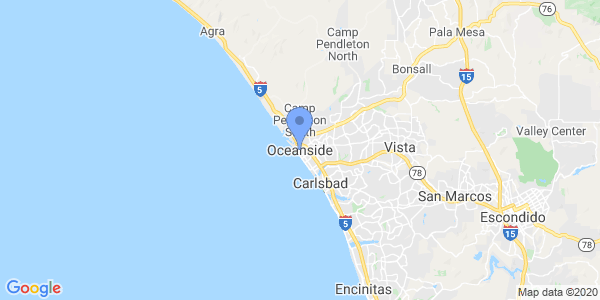 Camp
Pendleton
North
Pala Mesa
Agra
Bonsall
15
5
Camp
Pendleton
South
Valley Center
Oceanside
Vista
78
Carlsbad
San Marcos
Escondido
5
15
78
Encinitas
Google
Map data ©2020